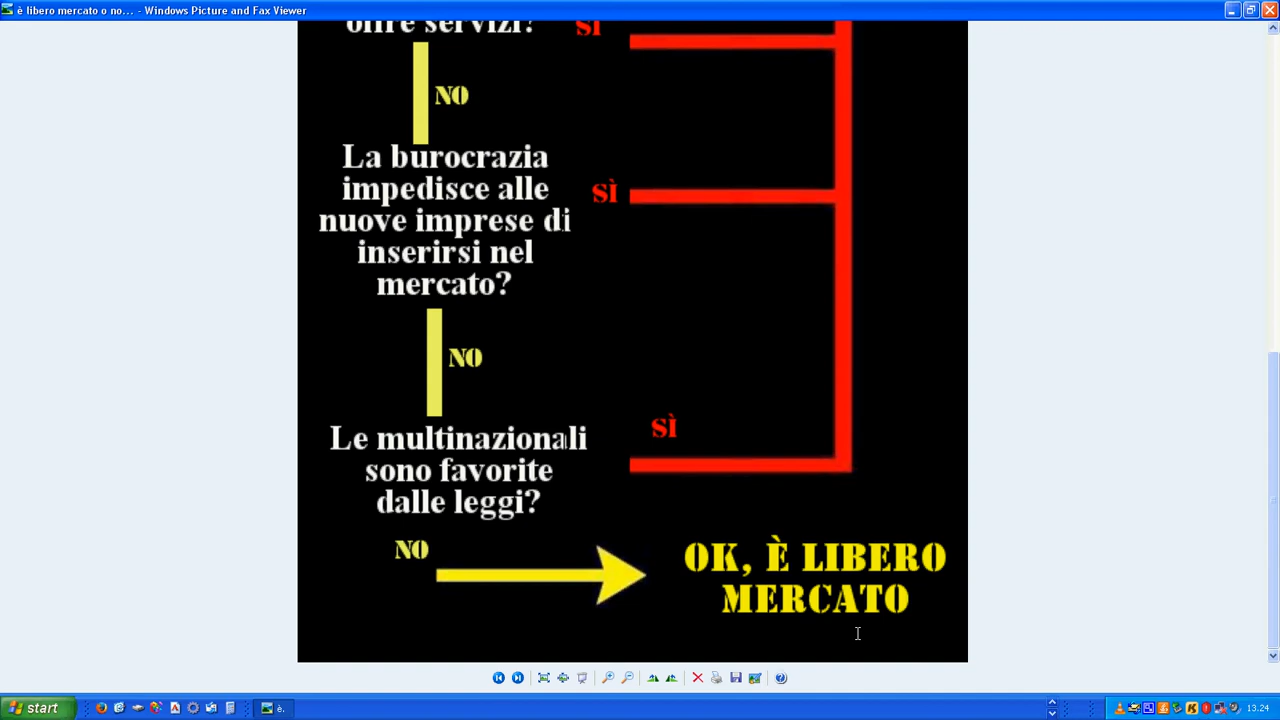 è libero mercato o no... - Windows Picture and Fax Viewer
offre servizi?
SÌ
NO
La burocrazia
impedisce alle
nuove imprese di
inserirsi nel
mercato?
SÌ
NO
Le multinazionali
sono favorite
dalle leggi?
SÌ
NO
OK, È LIBERO
MERCATO
start
è.
13.24